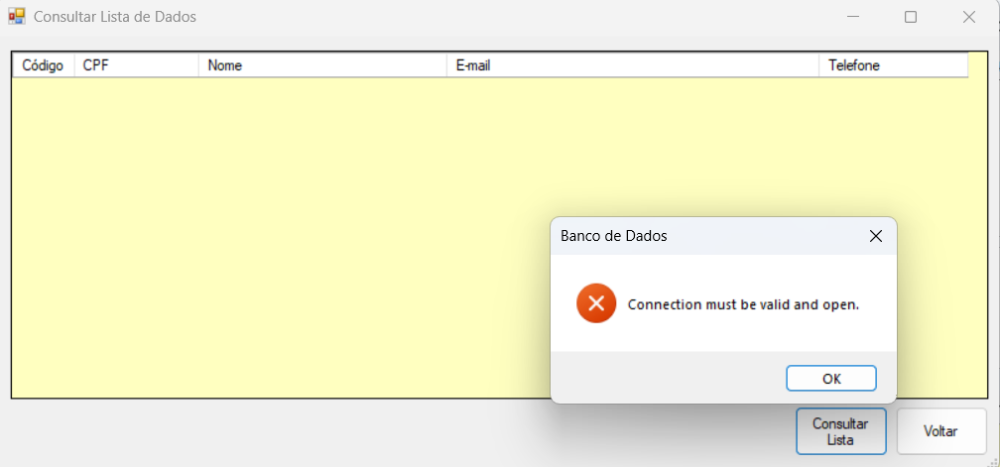 Consultar Lista de Dados
Código CPF Nome E-mail Telefone
Banco de Dados
Connection must be valid and open.
OK
Consultar
Lista
Voltar